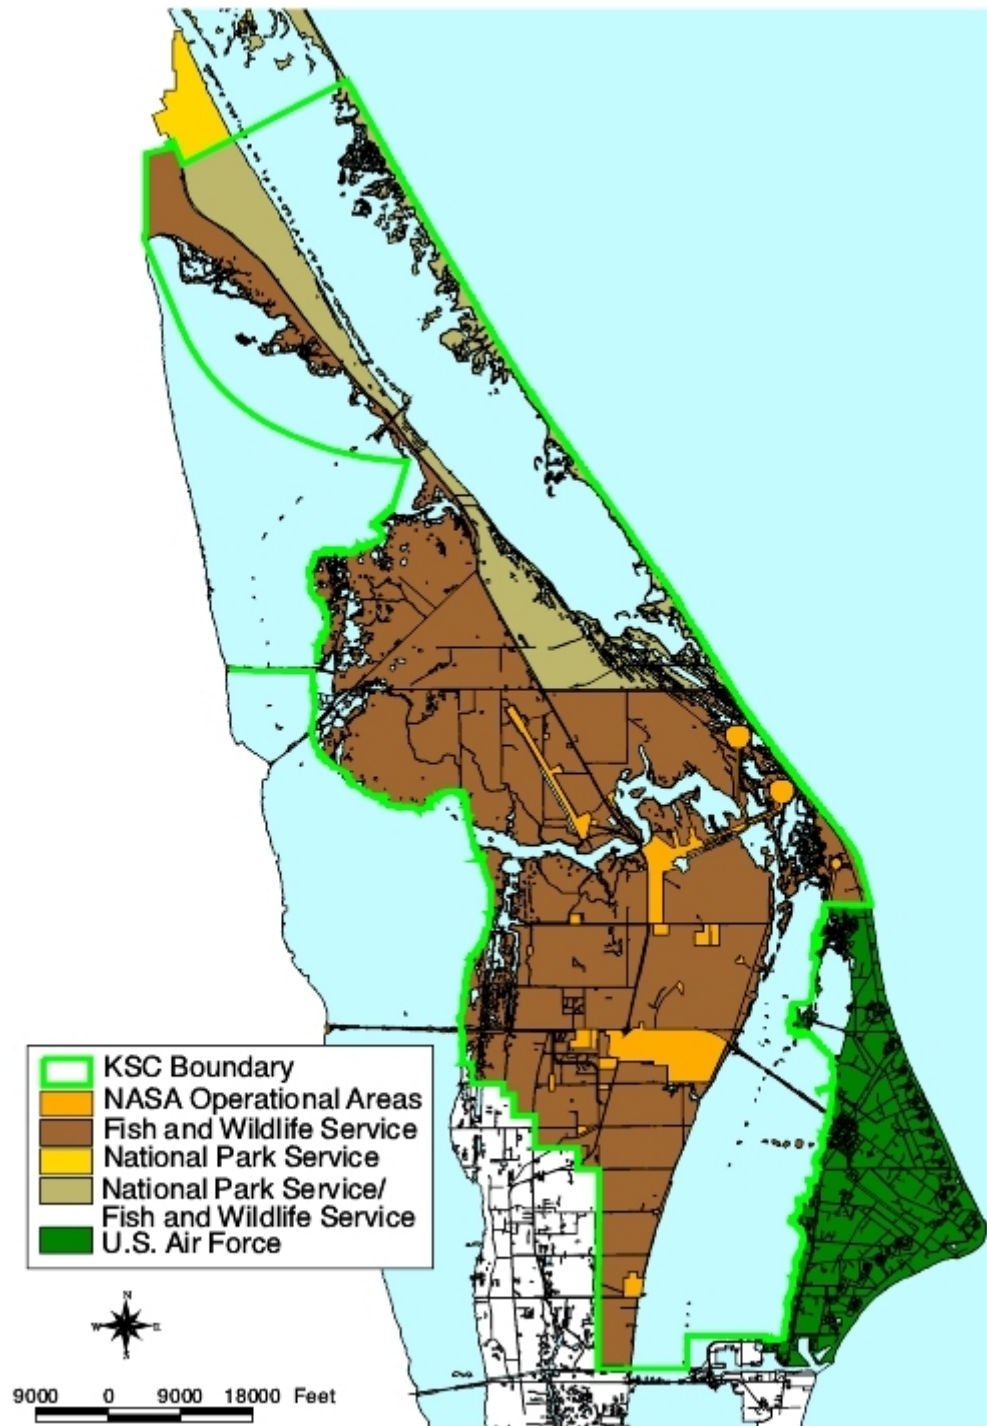 KSC Boundary
NASA Operational Areas
Fish and Wildlife Service
National Park Service
National Park Service/
Fish and Wildlife Service
U.S. Air Force
N
W E
S
9000 0 9000 18000 Feet